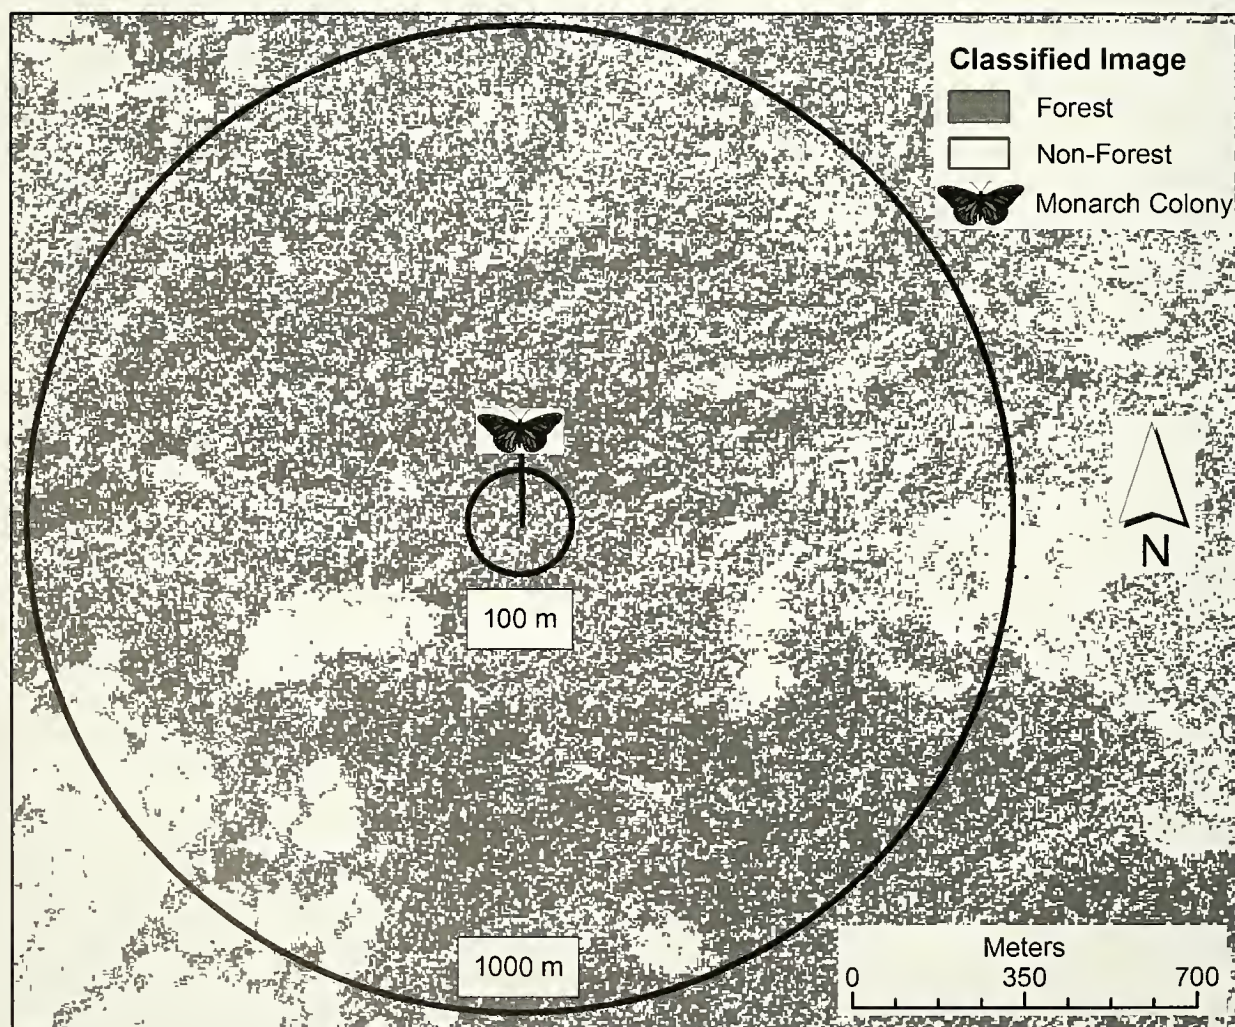 Classified Image
Forest
Non-Forest
Monarch Colony
N
100 m
1000 m
Meters
0 350 700